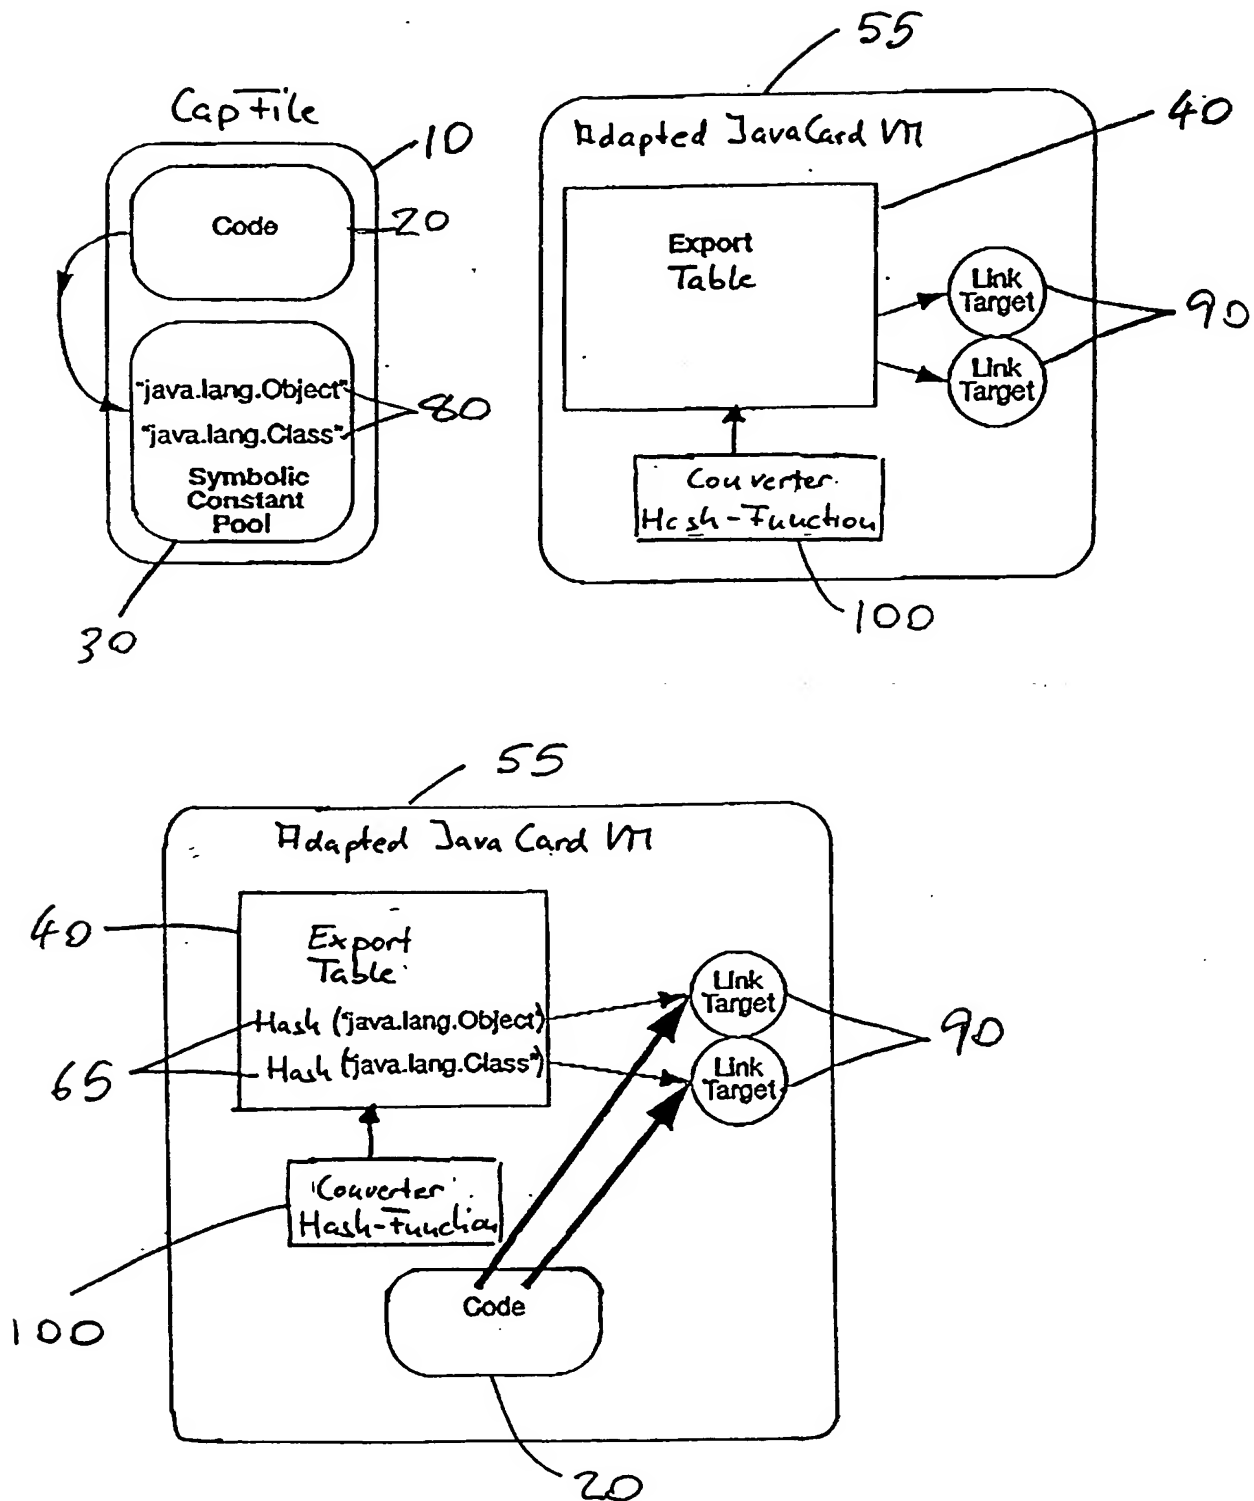 55
CapFile
10
Adapted JavaCard VM
40
Code
20
Export
Table
Link
Target
90
Link
Target
"java.lang.Object"
80
"java.lang.Class"
Symbolic
Constant
Pool
Converter
Hash-Function
30
100
55
Adapted Java Card VM
40
Export
Table
Link
Target
Hash ("java.lang.Object")
90
Hash ("java.lang.Class")
65
Link
Target
Converter
Hash-Function
Code
100
20